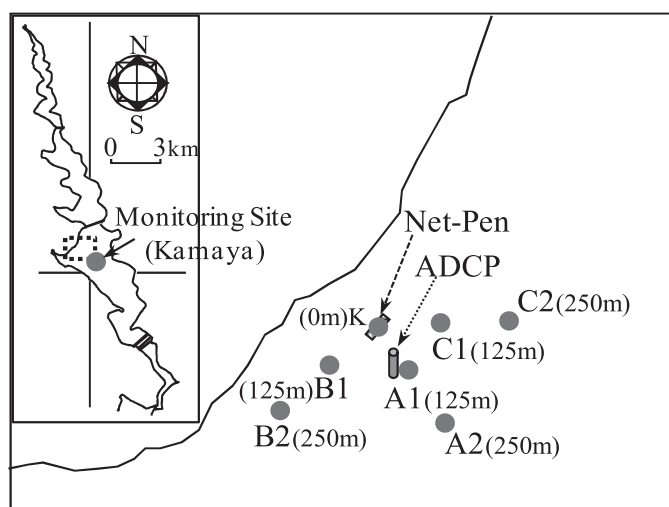 N
S
0 3km
Monitoring Site
(Kamaya)
Net-Pen
ADCP
(0m)K
C2(250m)
C1(125m)
(125m)B1
A1(125m)
B2(250m)
A2(250m)